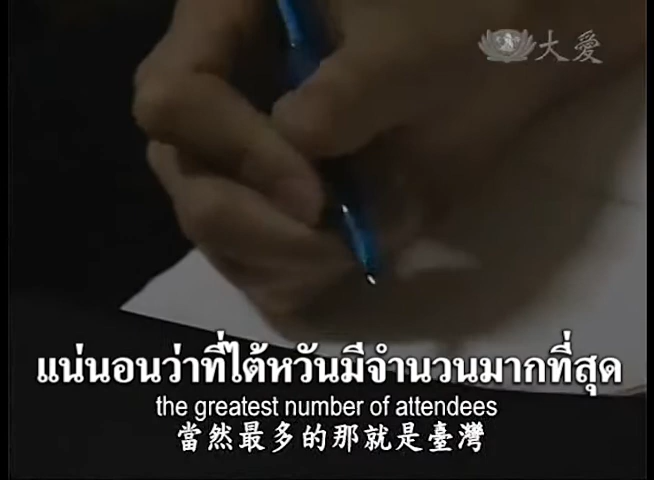 大愛
แน่นอนว่าที่ไต้หวันมีจำนวนมากที่สุด
the greatest number of attendees
當然最多的那就是臺灣